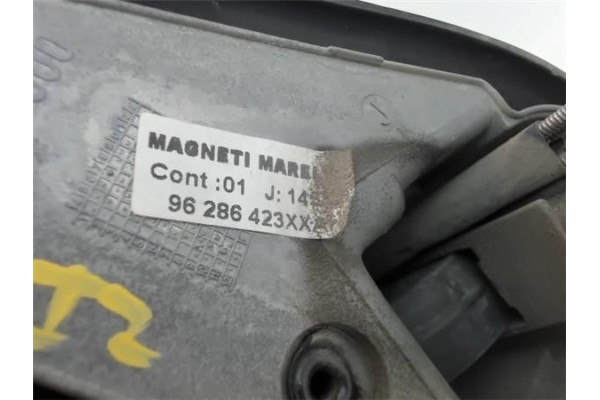 MAGNETI MARE
Cont :01 J: 14
96 286 423XX